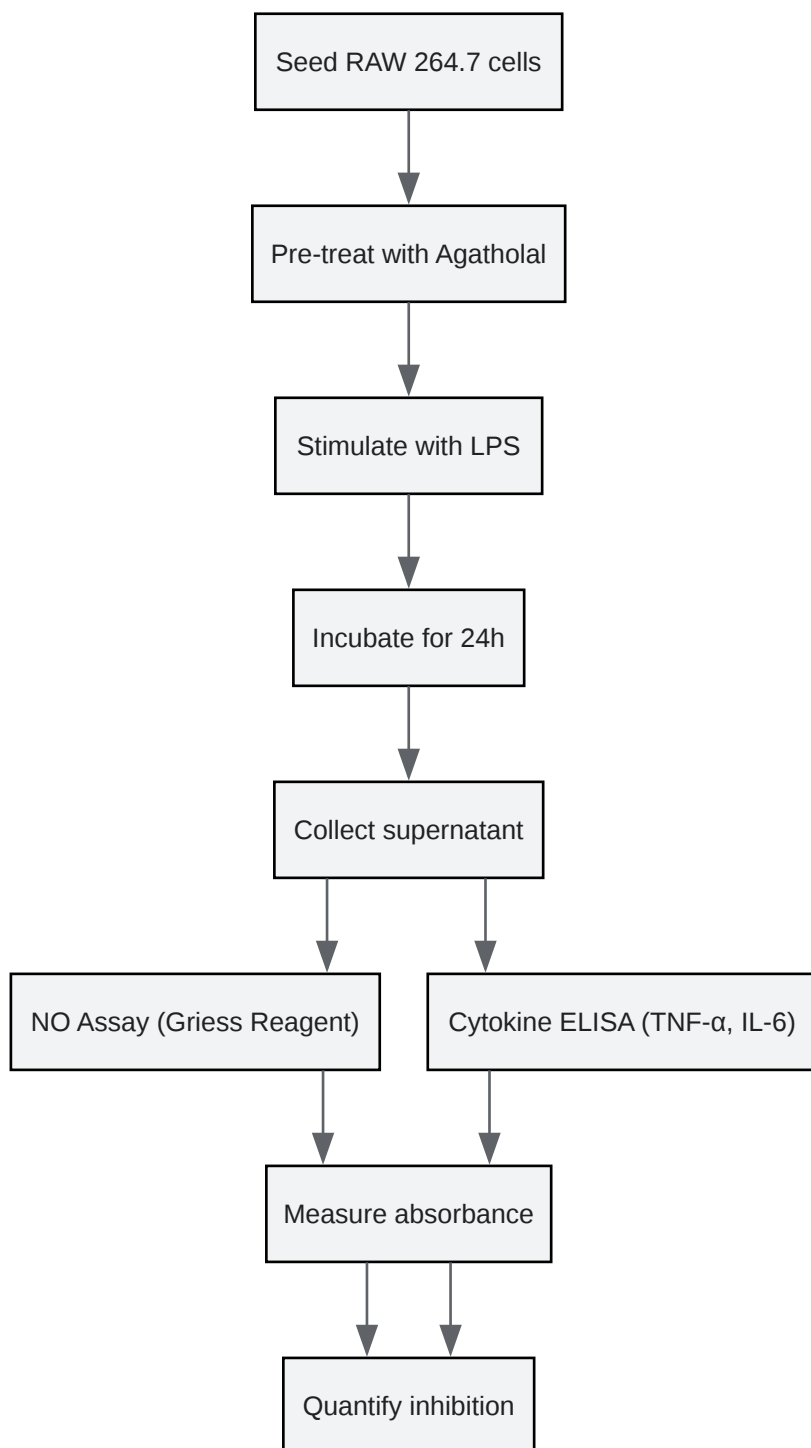 Seed RAW 264.7 cells
Pre-treat with Agatholal
Stimulate with LPS
Incubate for 24h
Collect supernatant
NO Assay (Griess Reagent)
Cytokine ELISA (TNF-α, IL-6)
Measure absorbance
Quantify inhibition